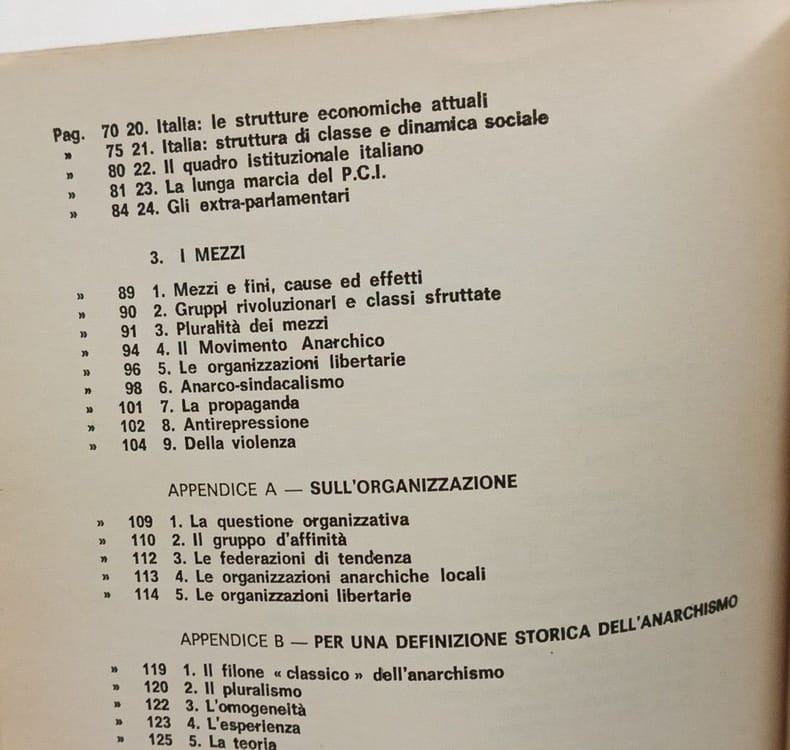 Pag. 70 20. Italia: le strutture economiche attuali
» 75 21. Italia: struttura di classe e dinamica sociale
» 80 22. Il quadro istituzionale italiano
» 81 23. La lunga marcia del P.C.I.
» 84 24. Gli extra-parlamentari
3. I MEZZI
» 89 1. Mezzi e fini, cause ed effetti
» 90 2. Gruppi rivoluzionari e classi sfruttate
» 91 3. Pluralità dei mezzi
» 94 4. Il Movimento Anarchico
» 96 5. Le organizzazioni libertarie
» 98 6. Anarco-sindacalismo
» 101 7. La propaganda
» 102 8. Antirepressione
» 104 9. Della violenza
APPENDICE A — SULL'ORGANIZZAZIONE
» 109 1. La questione organizzativa
» 110 2. Il gruppo d'affinità
» 112 3. Le federazioni di tendenza
» 113 4. Le organizzazioni anarchiche locali
» 114 5. Le organizzazioni libertarie
APPENDICE B — PER UNA DEFINIZIONE STORICA DELL'ANARCHISMO
» 119 1. Il filone « classico » dell'anarchismo
» 120 2. Il pluralismo
» 122 3. L'omogeneità
» 123 4. L'esperienza
» 125 5. La teoria